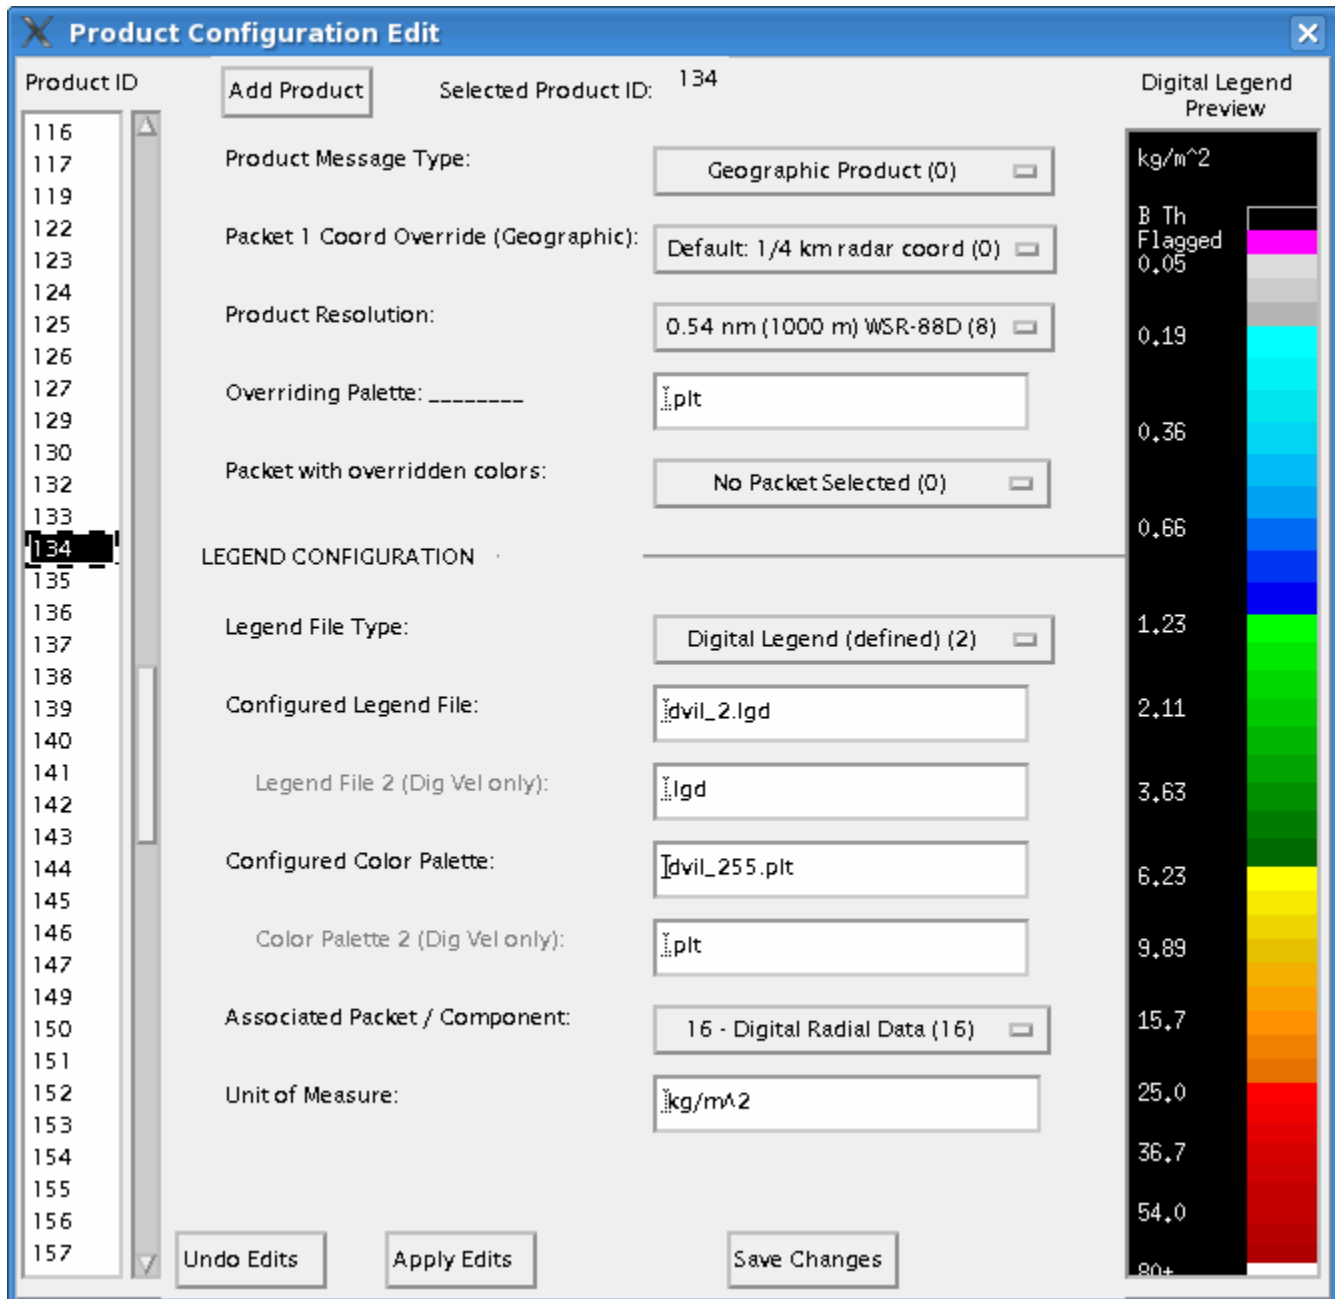 Product Configuration Edit
Product ID
Add Product
Selected Product ID:
134
116
117
119
122
123
124
125
126
127
129
130
132
133
134
135
136
137
138
139
140
141
142
143
144
145
146
147
149
150
151
152
153
154
155
156
157
Product Message Type:
Geographic Product (0)
Packet 1 Coord Override (Geographic):
Default: 1/4 km radar coord (0)
Product Resolution:
0.54 nm (1000 m) WSR-88D (8)
Overriding Palette: ________
.plt
Packet with overridden colors:
No Packet Selected (0)
LEGEND CONFIGURATION
Legend File Type:
Digital Legend (defined) (2)
Configured Legend File:
dvil_2.lgd
Legend File 2 (Dig Vel only):
.lgd
Configured Color Palette:
dvil_255.plt
Color Palette 2 (Dig Vel only):
.plt
Associated Packet / Component:
16 - Digital Radial Data (16)
Unit of Measure:
kg/m^2
Undo Edits
Apply Edits
Save Changes
Digital Legend
Preview
kg/m^2
B Th
Flagged
0.05
0.19
0.36
0.66
1.23
2.11
3.63
6.23
9.89
15.7
25.0
36.7
54.0
80+